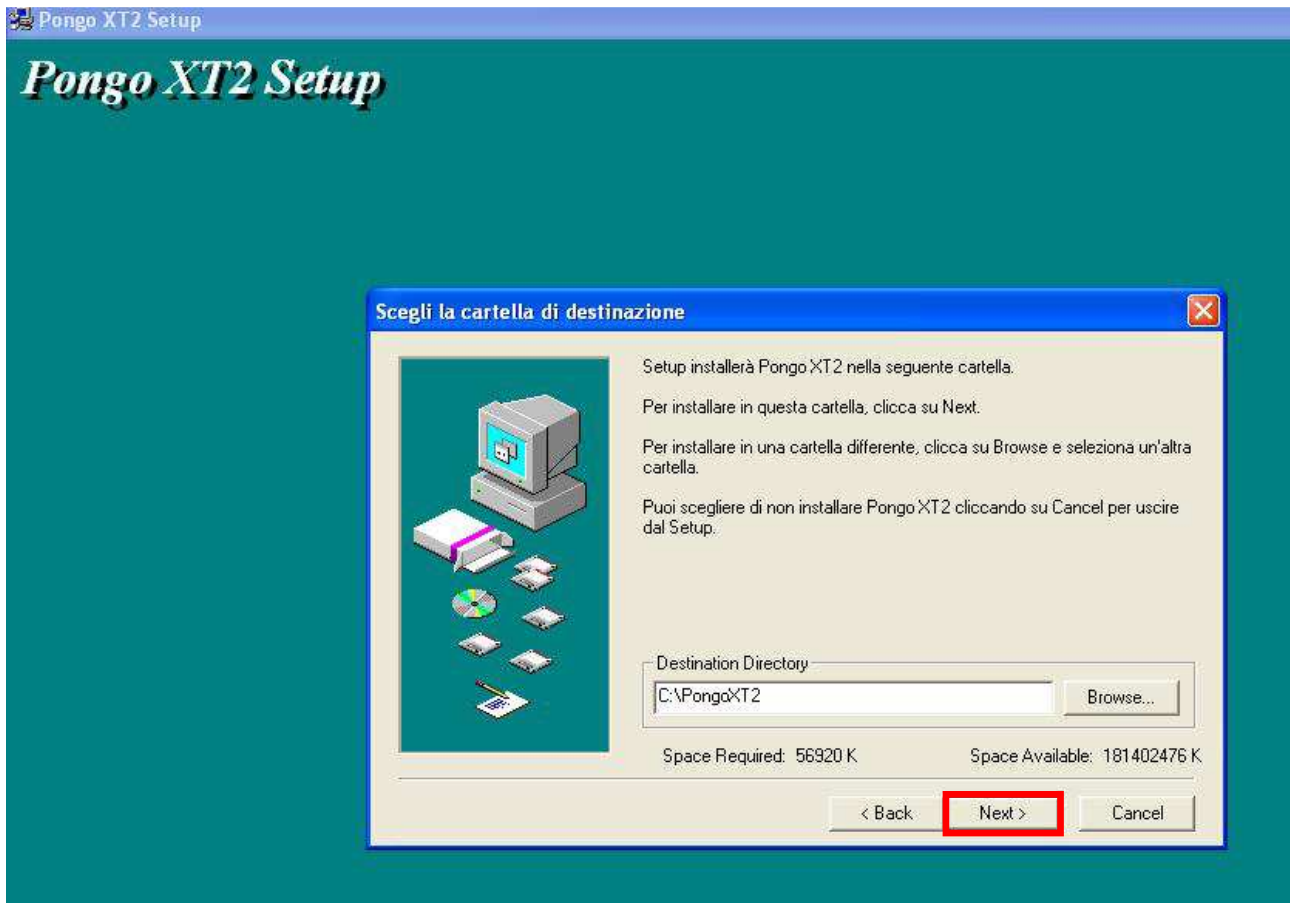 Pongo XT2 Setup
Pongo XT2 Setup
Scegli la cartella di destinazione
Setup installerà Pongo XT2 nella seguente cartella.
Per installare in questa cartella, clicca su Next.
Per installare in una cartella differente, clicca su Browse e seleziona un'altra
cartella.
Puoi scegliere di non installare Pongo XT2 cliccando su Cancel per uscire
dal Setup.
Destination Directory
C:\PongoXT2
Browse...
Space Required: 56920 K
Space Available: 181402476 K
< Back
Next >
Cancel